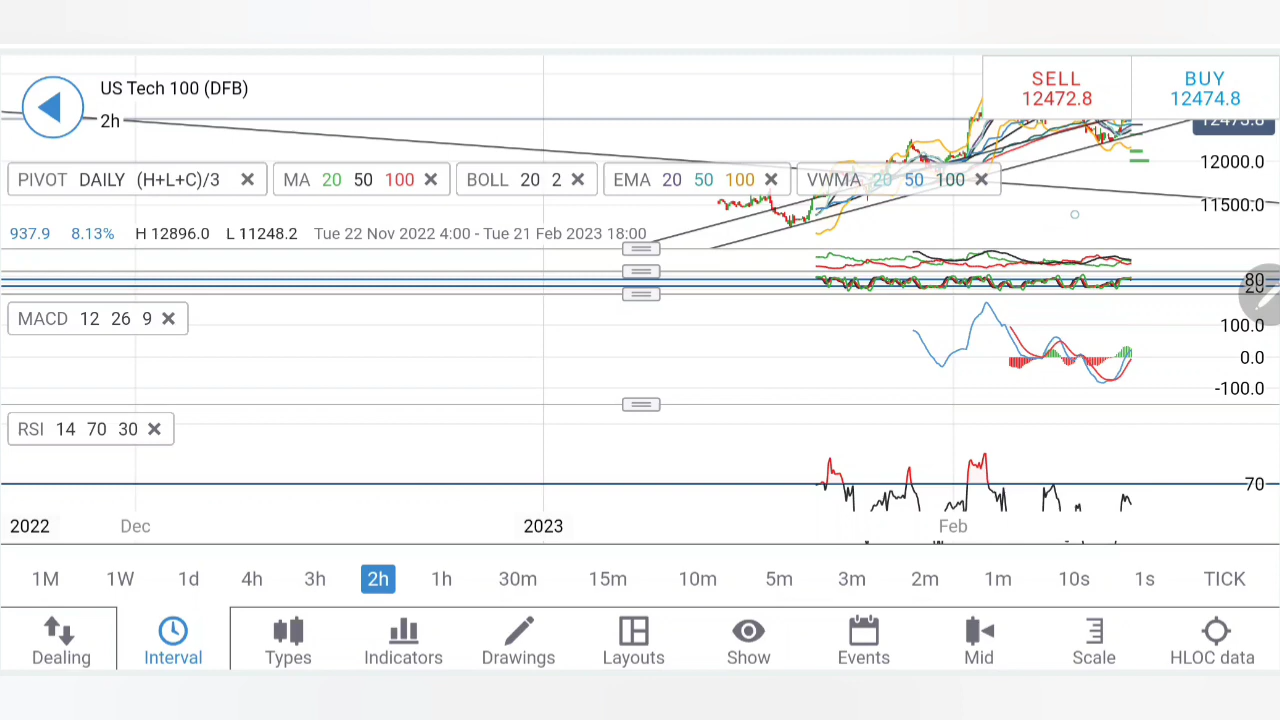 US Tech 100 (DFB)
2h
SELL
12472.8
BUY
12474.8
12000.0
11500.0
PIVOT DAILY (H+L+C)/3
MA 20 50 100
BOLL 20 2
EMA 20 50 100
VWMA 20 50 100
937.9 8.13% H 12896.0 L 11248.2 Tue 22 Nov 2022 4:00 - Tue 21 Feb 2023 18:00
80
20
MACD 12 26 9
100.0
0.0
-100.0
RSI 14 70 30
70
2022 Dec 2023 Feb
1M 1W 1d 4h 3h 2h 1h 30m 15m 10m 5m 3m 2m 1m 10s 1s TICK
Dealing Interval Types Indicators Drawings Layouts Show Events Mid Scale HLOC data